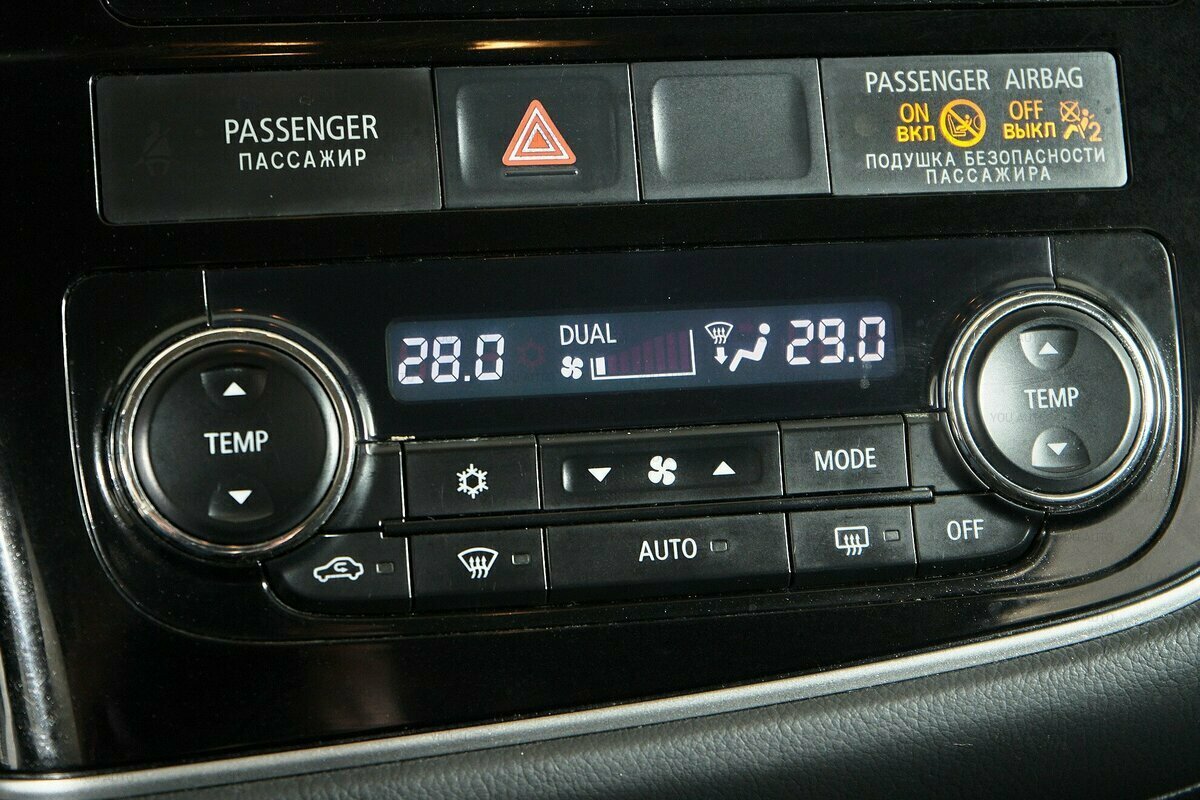 PASSENGER
ПАССАЖИР
PASSENGER AIRBAG
ON OFF
ВКЛ ВЫКЛ 2
ПОДУШКА БЕЗОПАСНОСТИ
ПАССАЖИРА
28.0 DUAL 29.0
TEMP
TEMP
MODE
AUTO
OFF